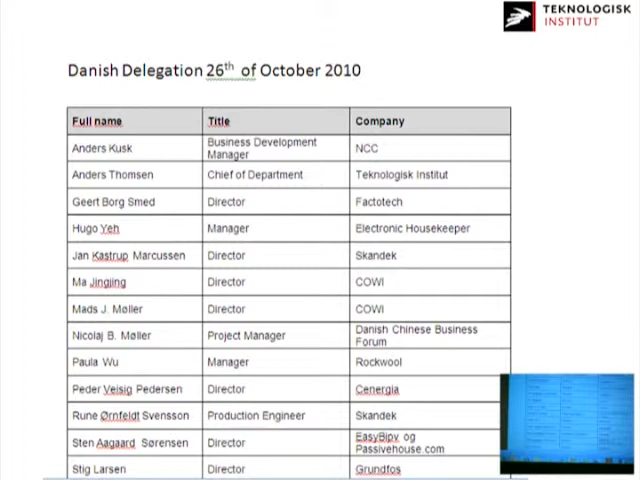 TEKNOLOGISK
INSTITUT
Danish Delegation 26th of October 2010
Full name Title Company
Anders Kusk Business Development Manager NCC
Anders Thomsen Chief of Department Teknologisk Institut
Geert Borg Smed Director Factotech
Hugo Yeh Manager Electronic Housekeeper
Jan Kastrup Marcussen Director Skandek
Ma Jingjing Director COWI
Mads J. Møller Director COWI
Nicolaj B. Møller Project Manager Danish Chinese Business Forum
Paula Wu Manager Rockwool
Peder Vejsig Pedersen Director Cenergia
Rune Ørnfeldt Svensson Production Engineer Skandek
Sten Aagaard Sørensen Director EasyBipv og Passivehouse.com
Stig Larsen Director Grundfos